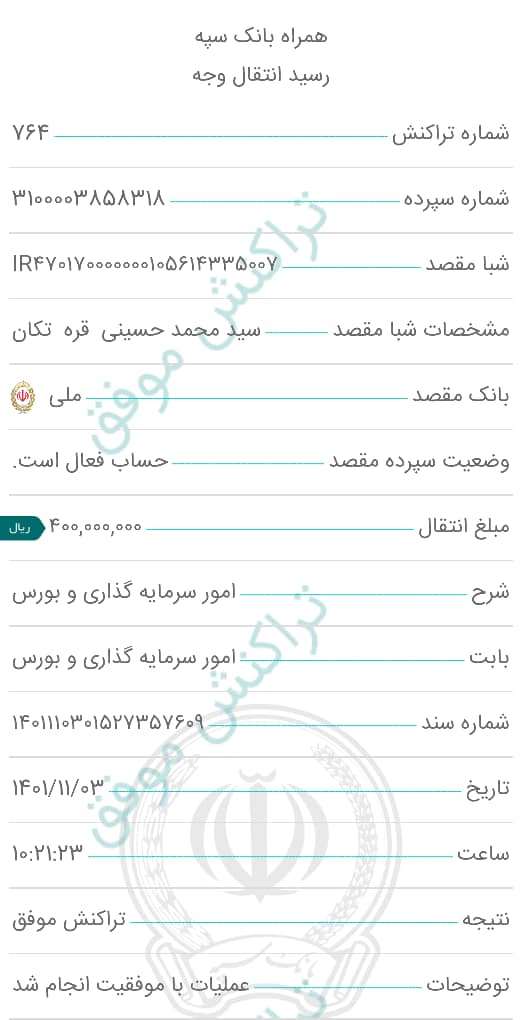 همراه بانک سپه
رسید انتقال وجه
شماره تراکنش ۷۶۴
شماره سپرده ۳۱۰۰۰۰۳۸۵۸۳۱۸
شبا مقصد IR۴۷۰۱۷۰۰۰۰۰۰۰۱۰۵۶۱۴۳۳۵۰۰۷
مشخصات شبا مقصد سید محمد حسینی قره تکان
بانک مقصد ملی
وضعیت سپرده مقصد حساب فعال است.
مبلغ انتقال ۴۰۰,۰۰۰,۰۰۰ ریال
شرح امور سرمایه گذاری و بورس
بابت امور سرمایه گذاری و بورس
شماره سند ۱۴۰۱۱۱۰۳۰۱۵۲۷۳۵۷۶۰۹
تاریخ ۱۴۰۱/۱۱/۰۳
ساعت ۱۰:۲۱:۲۳
نتیجه تراکنش موفق
توضیحات عملیات با موفقیت انجام شد
تراکنش موفق
تراکنش موفق
بانک سپه